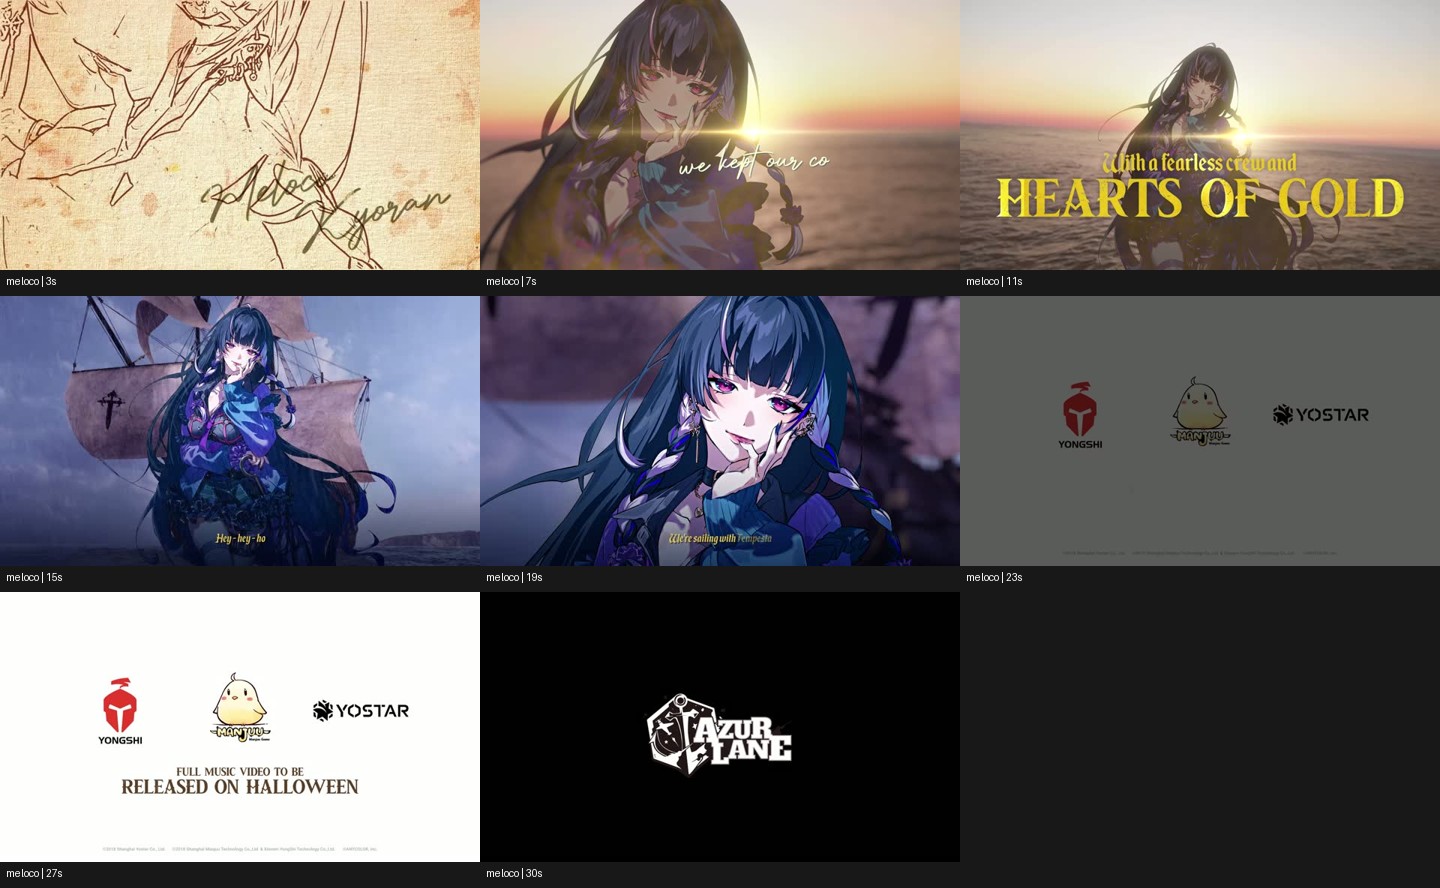 Meloco
Kyoran
meloco | 3s
we kept our co
meloco | 7s
With a fearless crew and
HEARTS OF GOLD
meloco | 11s
Hey - hey - ho
meloco | 15s
We're sailing with Tempesta
meloco | 19s
YONGSHI
MANJUU
YOSTAR
meloco | 23s
YONGSHI
MANJUU
YOSTAR
FULL MUSIC VIDEO TO BE
RELEASED ON HALLOWEEN
meloco | 27s
AZUR
LANE
meloco | 30s